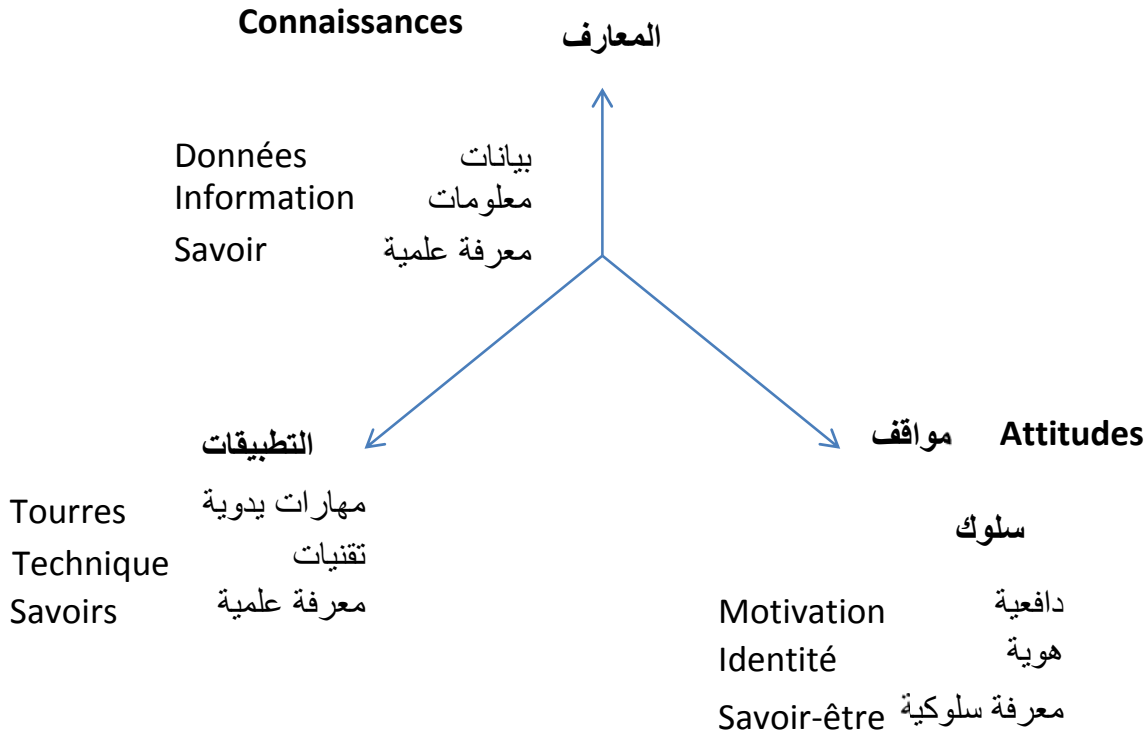 Connaissances المعارف
Données بيانات
Information معلومات
Savoir معرفة علمية
التطبيقات
Tourres مهارات يدوية
Technique تقنيات
Savoirs معرفة علمية
مواقف Attitudes
سلوك
Motivation دافعية
Identité هوية
Savoir-être معرفة سلوكية